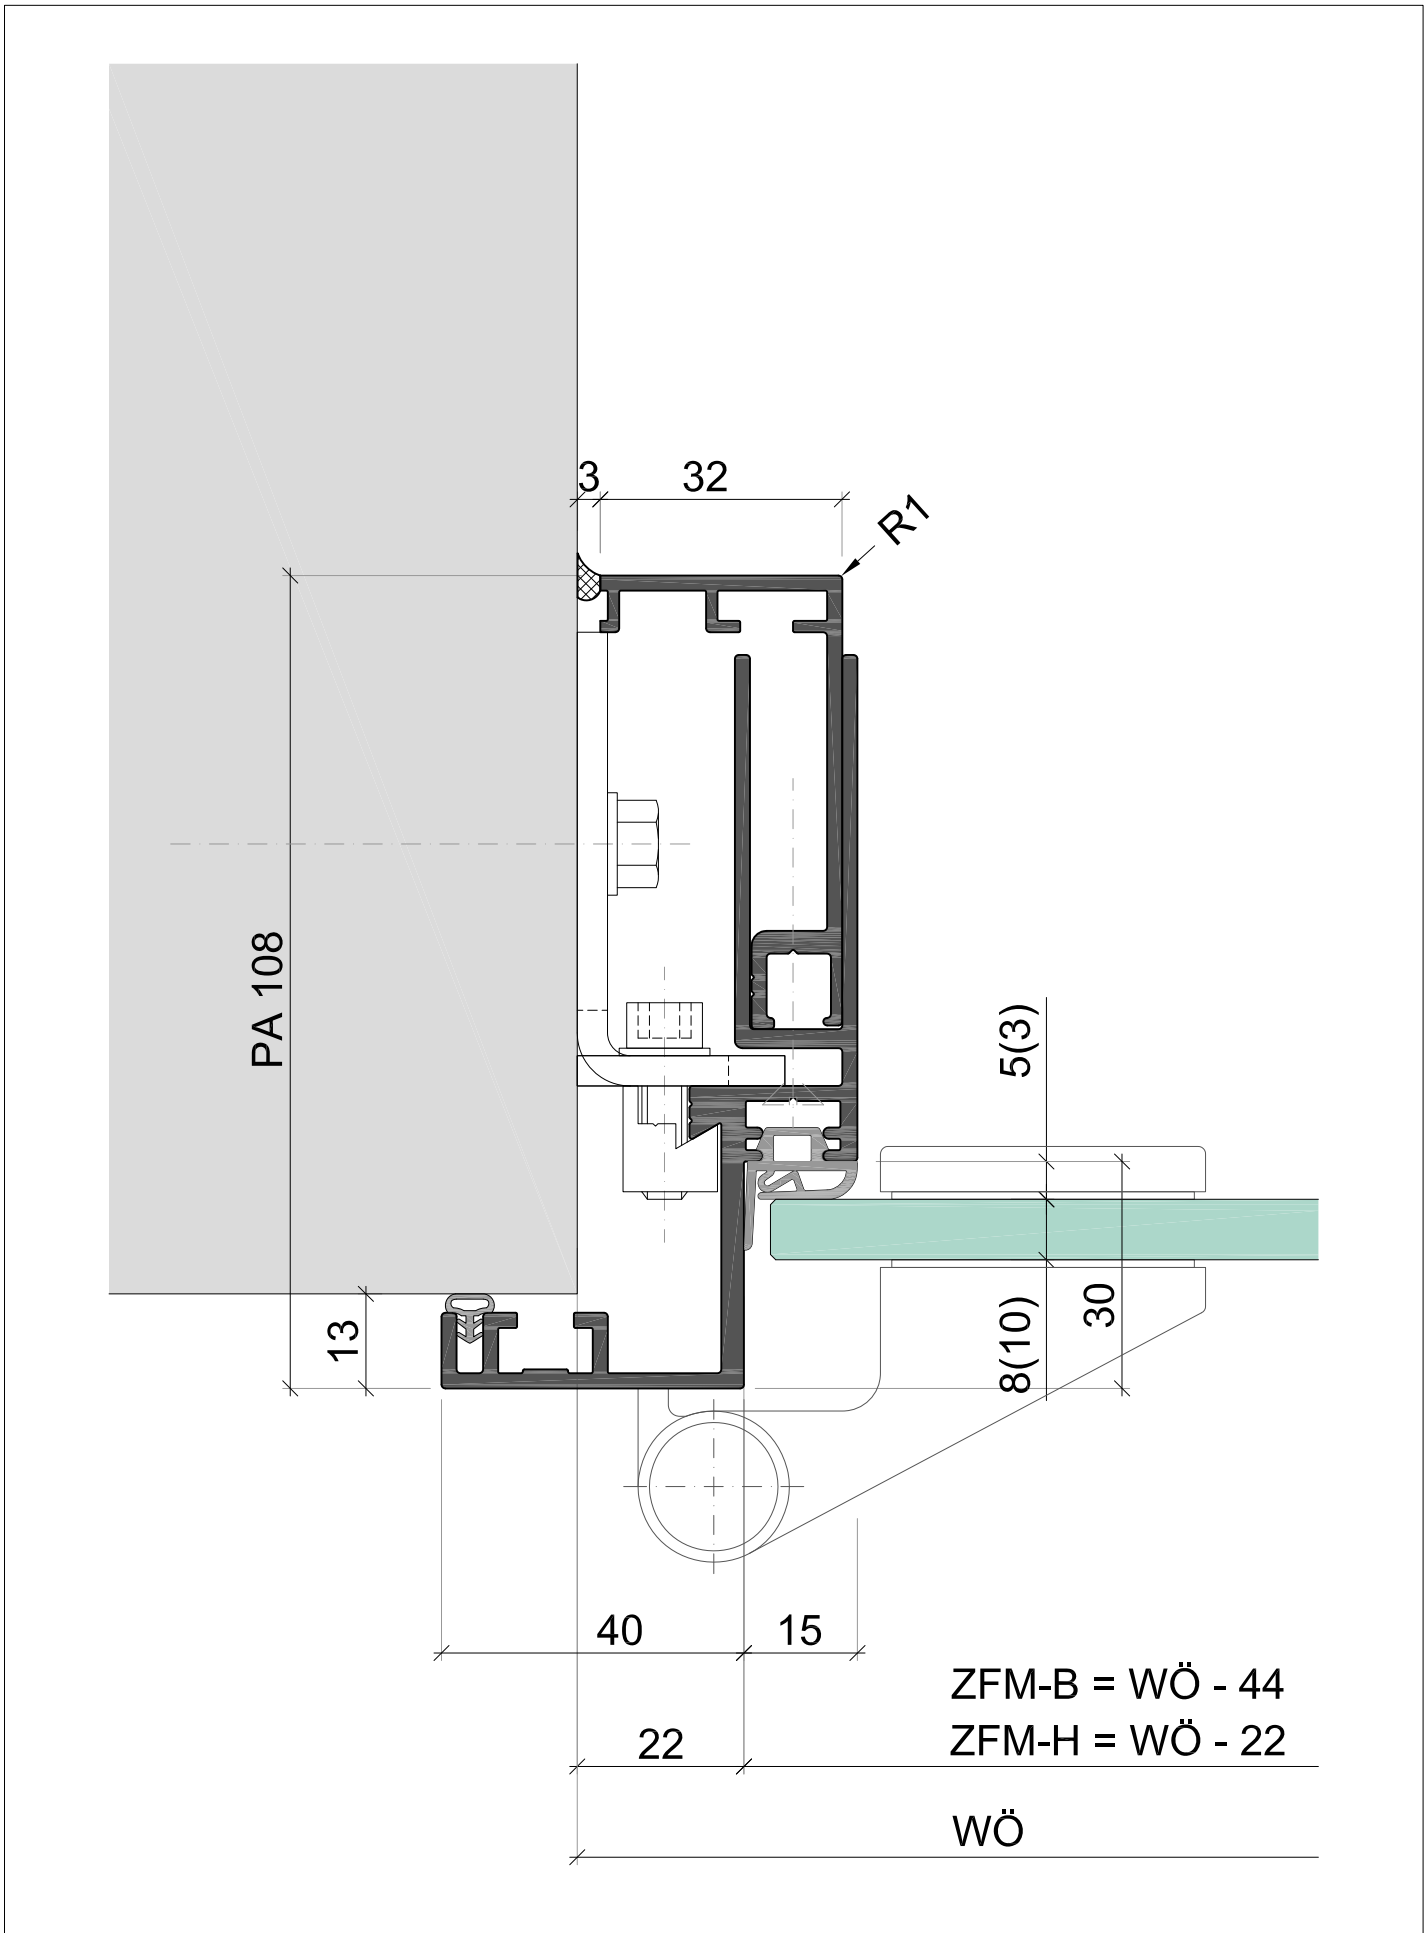 3
32
R1
PA 108
5(3)
13
8(10)
30
40
15
ZFM-B = WÖ - 44
22
ZFM-H = WÖ - 22
WÖ